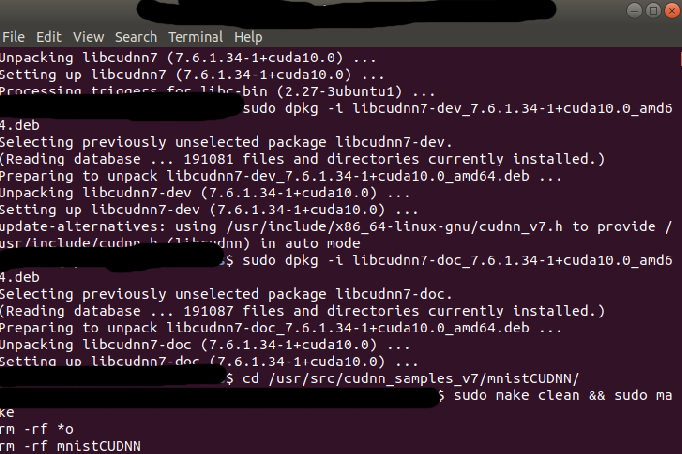 File Edit View Search Terminal Help
Unpacking libcudnn7 (7.6.1.34-1+cuda10.0) ...
Setting up libcudnn7 (7.6.1.34-1+cuda10.0) ...
Processing triggers for libc-bin (2.27-3ubuntu1) ...
sudo dpkg -i libcudnn7-dev_7.6.1.34-1+cuda10.0_amd6
4.deb
Selecting previously unselected package libcudnn7-dev.
(Reading database ... 191081 files and directories currently installed.)
Preparing to unpack libcudnn7-dev_7.6.1.34-1+cuda10.0_amd64.deb ...
Unpacking libcudnn7-dev (7.6.1.34-1+cuda10.0) ...
Setting up libcudnn7-dev (7.6.1.34-1+cuda10.0) ...
update-alternatives: using /usr/include/x86_64-linux-gnu/cudnn_v7.h to provide /
usr/include/cudnn.h (libcudnn) in auto mode
$ sudo dpkg -i libcudnn7-doc_7.6.1.34-1+cuda10.0_amd6
4.deb
Selecting previously unselected package libcudnn7-doc.
(Reading database ... 191087 files and directories currently installed.)
Preparing to unpack libcudnn7-doc_7.6.1.34-1+cuda10.0_amd64.deb ...
Unpacking libcudnn7-doc (7.6.1.34-1+cuda10.0) ...
Setting up libcudnn7-doc (7.6.1.34-1+cuda10.0) ...
$ cd /usr/src/cudnn_samples_v7/mnistCUDNN/
$ sudo make clean && sudo ma
ke
rm -rf *o
rm -rf mnistCUDNN